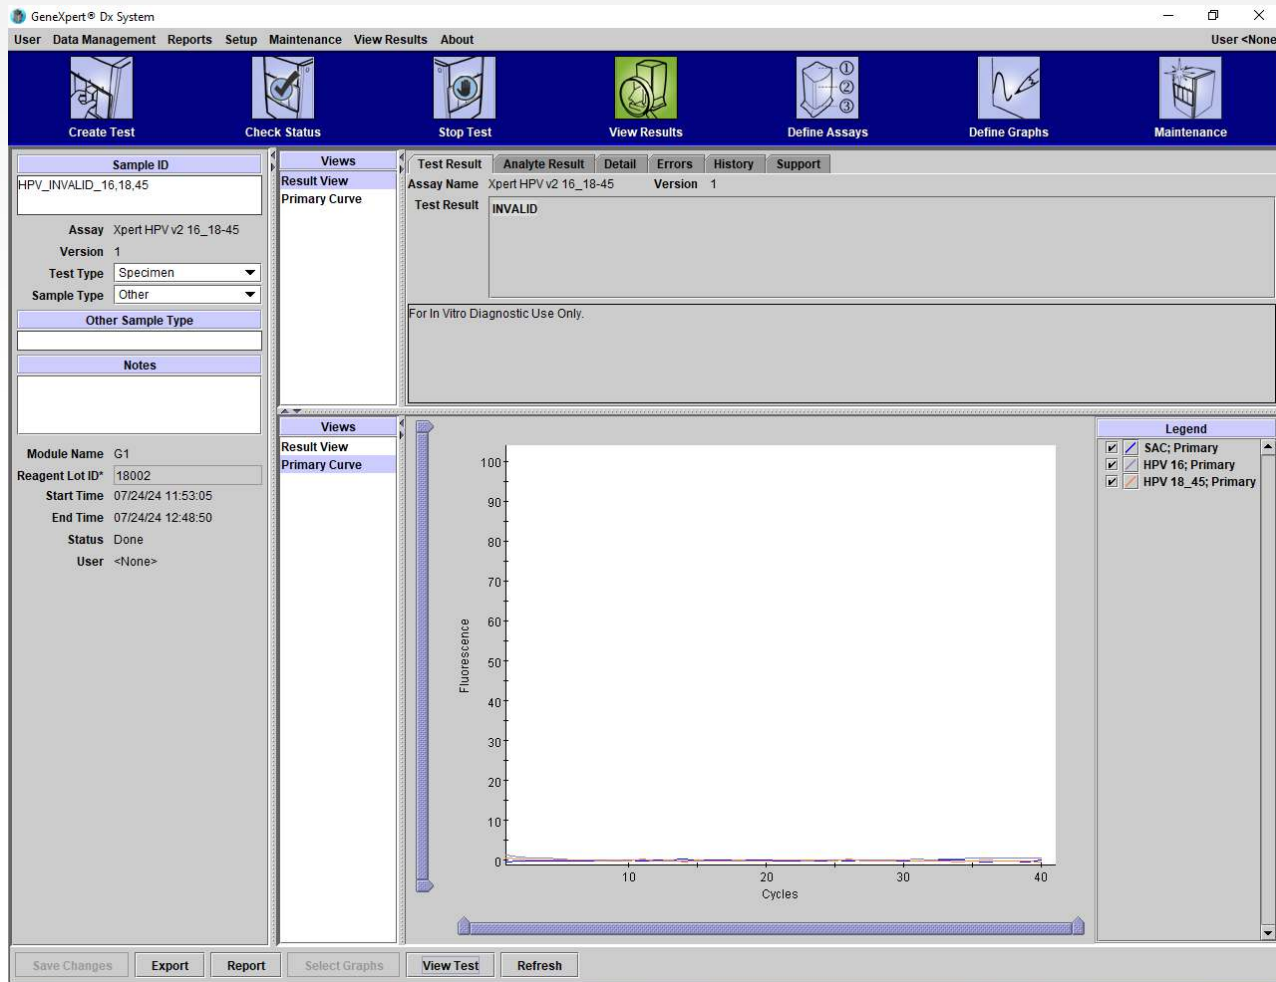 GeneXpert® Dx System
User Data Management Reports Setup Maintenance View Results About User <None
Create Test Check Status Stop Test View Results Define Assays Define Graphs Maintenance
Sample ID
HPV_INVALID_16,18,45
Assay Xpert HPV v2 16_18-45
Version 1
Test Type Specimen
Sample Type Other
Other Sample Type
Notes
Module Name G1
Reagent Lot ID* 18002
Start Time 07/24/24 11:53:05
End Time 07/24/24 12:48:50
Status Done
User <None>
Views
Result View
Primary Curve
Test Result Analyte Result Detail Errors History Support
Assay Name Xpert HPV v2 16_18-45 Version 1
Test Result INVALID
For In Vitro Diagnostic Use Only.
Views
Result View
Primary Curve
100
90
80
70
60
50
40
30
20
10
0
Fluorescence
10 20 30 40
Cycles
Legend
SAC; Primary
HPV 16; Primary
HPV 18_45; Primary
Save Changes Export Report Select Graphs View Test Refresh